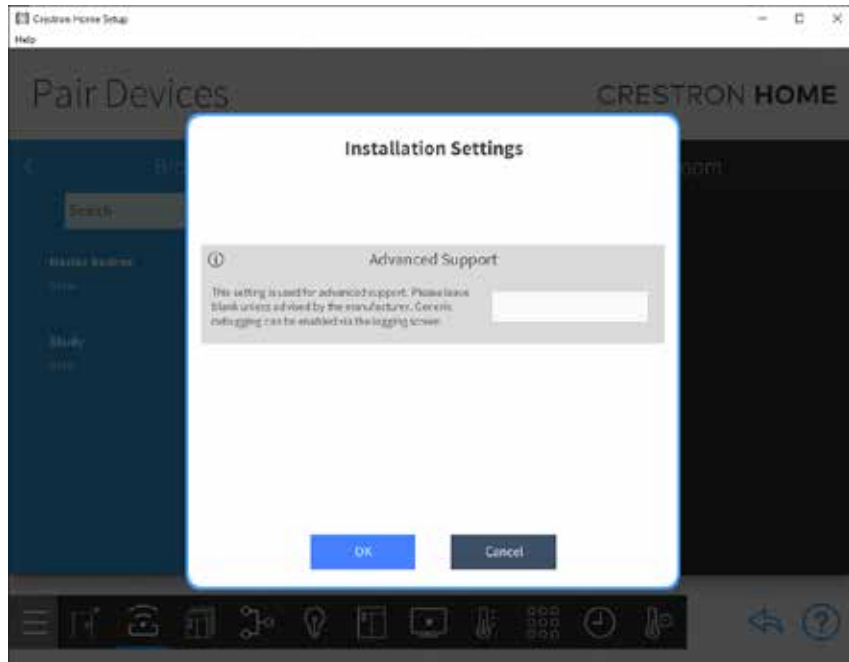 Crestron Home Setup
Help
Pair Devices
CRESTRON HOME
Installation Settings
Search
Advanced Support
This setting is used for advanced support. Please leave
blank unless advised by the manufacturer. Generic
debugging can be enabled via the logging screen
Study
OK
Cancel